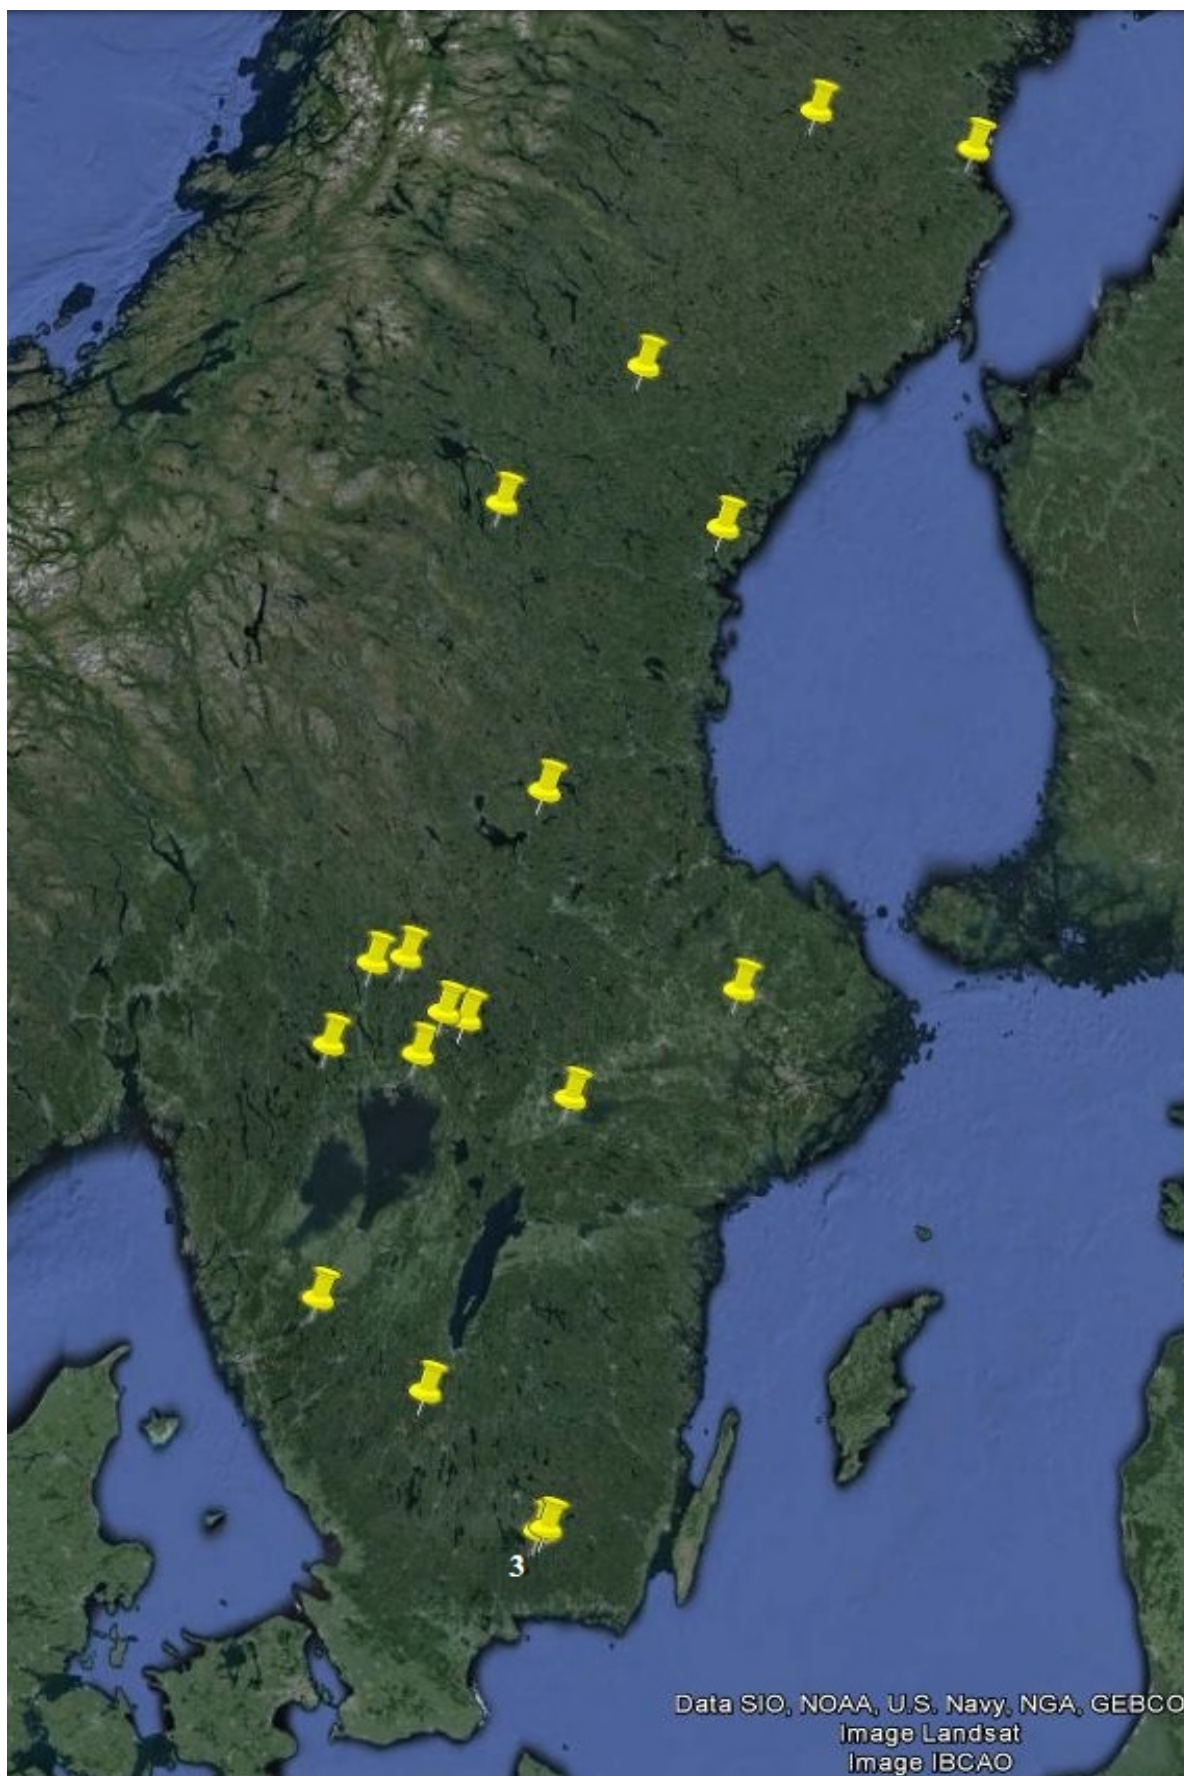 3
Data SIO, NOAA, U.S. Navy, NGA, GEBCO
Image Landsat
Image IBCAO